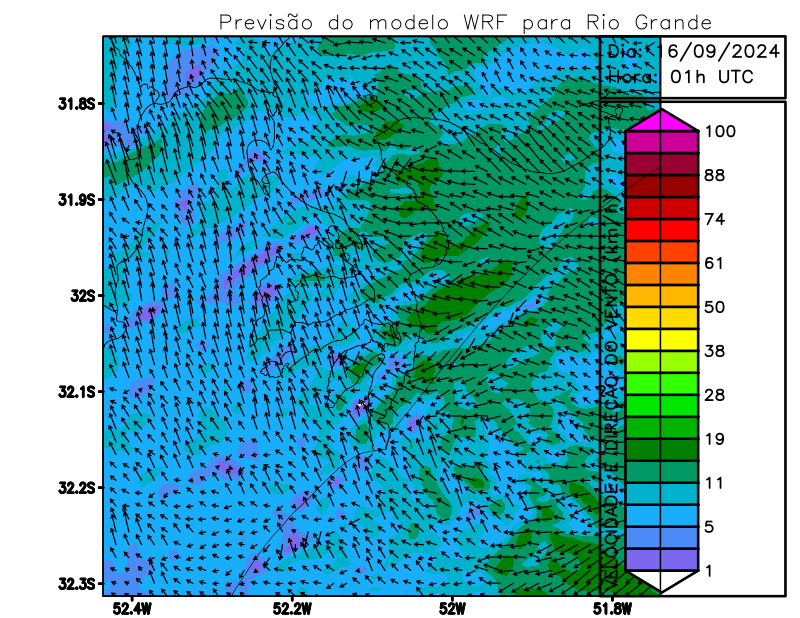 Previsão do modelo WRF para Rio Grande
Dia: 16/09/2024
Hora: 01h UTC
31.8S
31.9S
32S
32.1S
32.2S
32.3S
52.4W
52.2W
52W
51.8W
VELOCIDADE E DIREÇÃO DO VENTO (km/h)
100
88
74
61
50
38
28
19
11
5
1